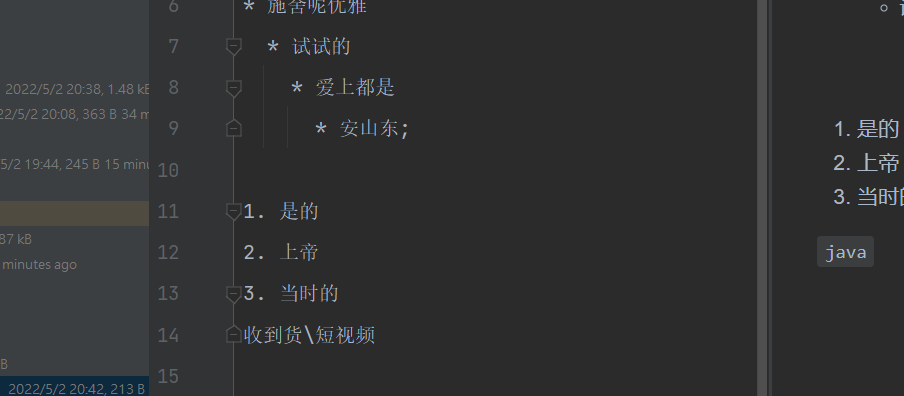 2022/5/2 20:38, 1.48 kB
22/5/2 20:08, 363 B 34 m
5/2 19:44, 245 B 15 minu
87 kB
minutes ago
B
2022/5/2 20:42, 213 B
6 * 施舍呢优雅
7 * 试试的
8 * 爱上都是
9 * 安山东;
10
11 1. 是的
12 2. 上帝
13 3. 当时的
14 收到货\短视频
15
1. 是的
2. 上帝
3. 当时的
java